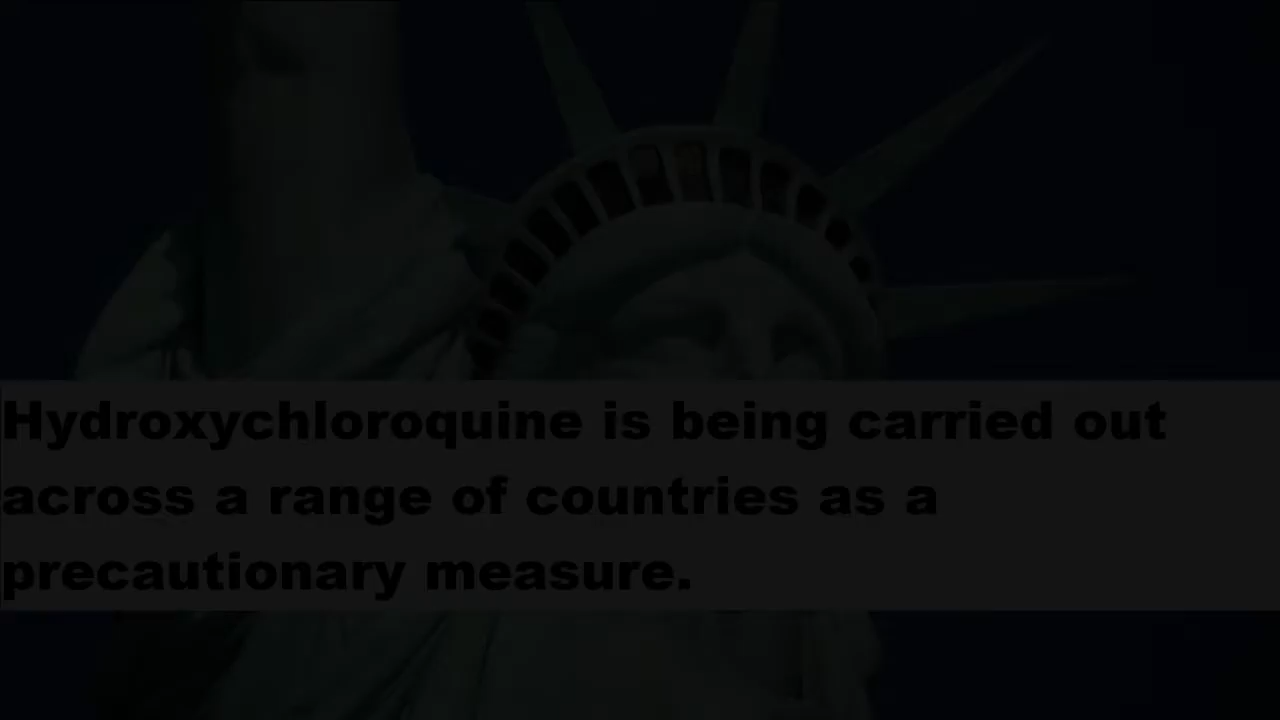 Hydroxychloroquine is being carried out
across a range of countries as a
precautionary measure.